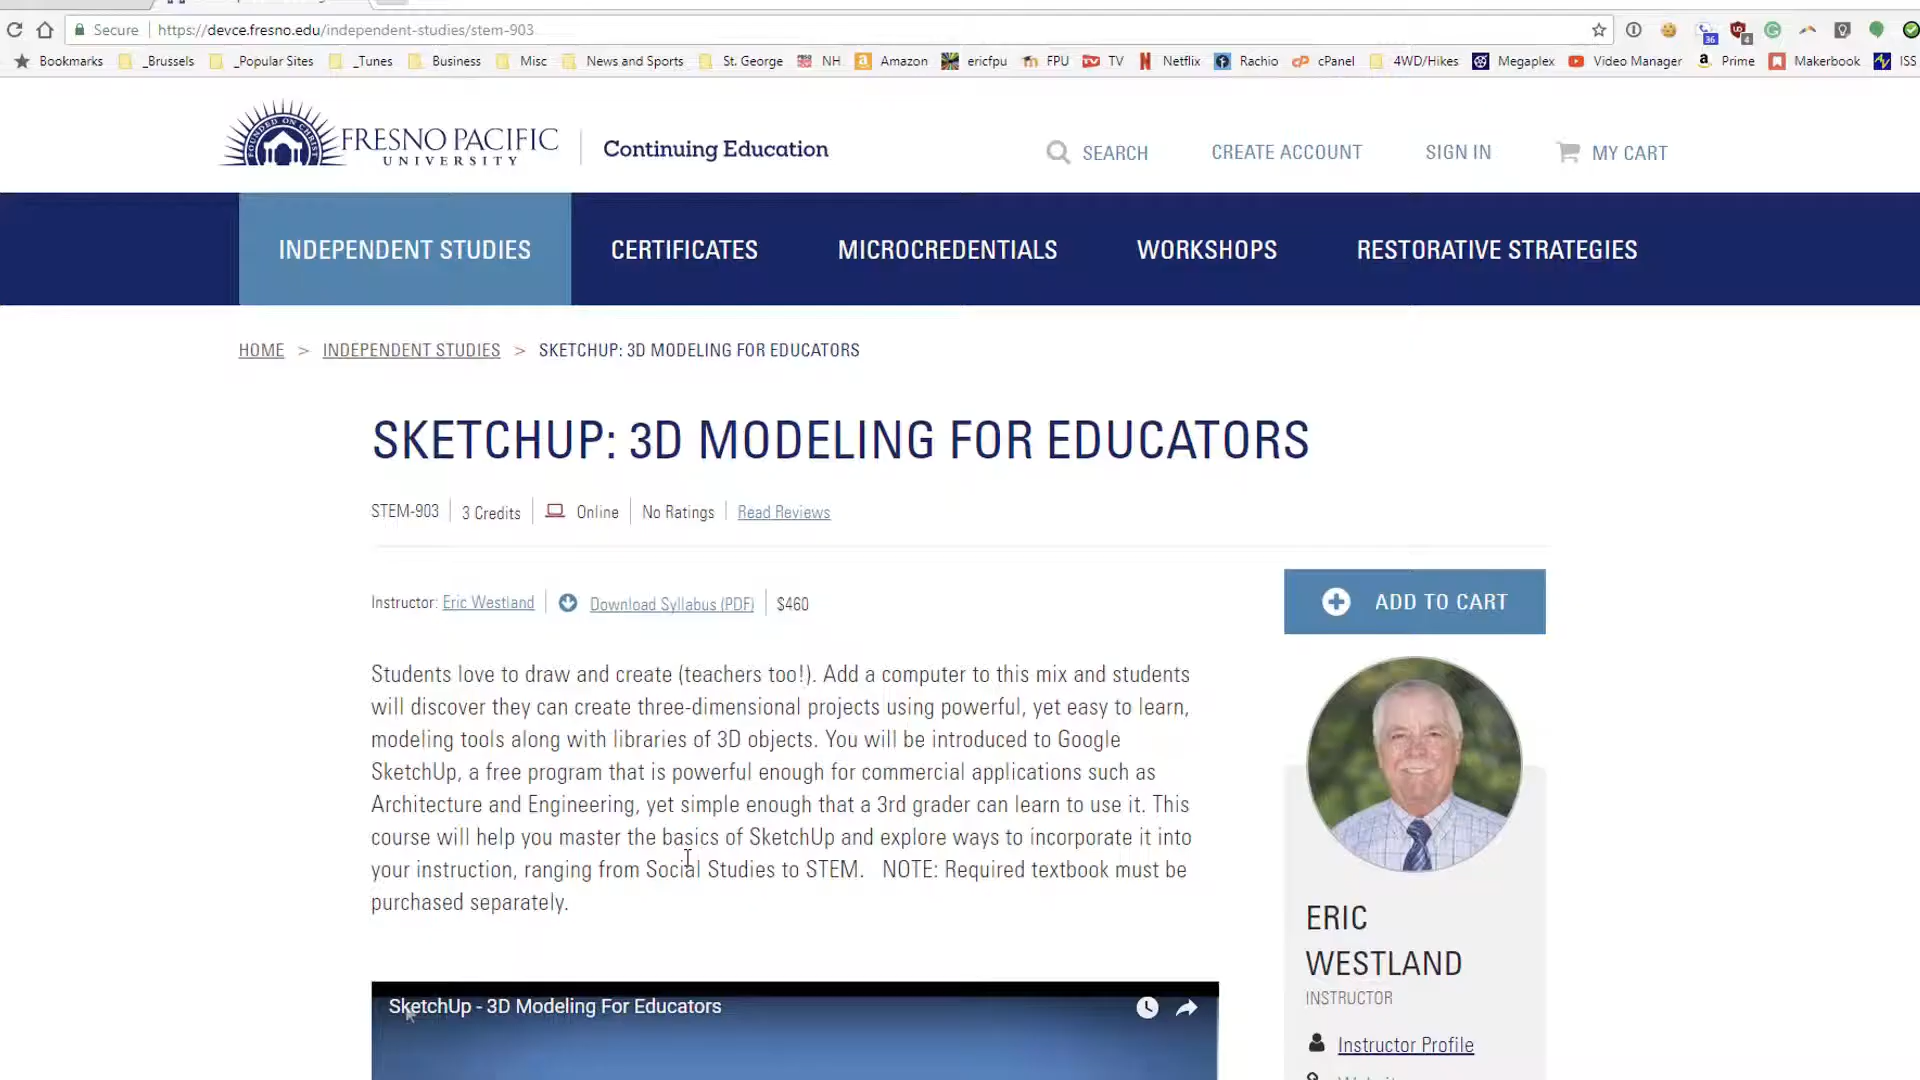 Secure https://devce.fresno.edu/independent-studies/stem-903
36 4
Bookmarks _Brussels _Popular Sites _Tunes Business Misc News and Sports St. George NH Amazon ericfpu FPU TV Netflix Rachio cPanel 4WD/Hikes Megaplex Video Manager Prime Makerbook ISS
FOUNDED ON CHRIST
FRESNO PACIFIC
UNIVERSITY
Continuing Education
SEARCH CREATE ACCOUNT SIGN IN MY CART
INDEPENDENT STUDIES CERTIFICATES MICROCREDENTIALS WORKSHOPS RESTORATIVE STRATEGIES
HOME > INDEPENDENT STUDIES > SKETCHUP: 3D MODELING FOR EDUCATORS
SKETCHUP: 3D MODELING FOR EDUCATORS
STEM-903 3 Credits Online No Ratings Read Reviews
Instructor: Eric Westland Download Syllabus (PDF) $460
ADD TO CART
Students love to draw and create (teachers too!). Add a computer to this mix and students
will discover they can create three-dimensional projects using powerful, yet easy to learn,
modeling tools along with libraries of 3D objects. You will be introduced to Google
SketchUp, a free program that is powerful enough for commercial applications such as
Architecture and Engineering, yet simple enough that a 3rd grader can learn to use it. This
course will help you master the basics of SketchUp and explore ways to incorporate it into
your instruction, ranging from Social Studies to STEM. NOTE: Required textbook must be
purchased separately.
SketchUp - 3D Modeling For Educators
ERIC
WESTLAND
INSTRUCTOR
Instructor Profile